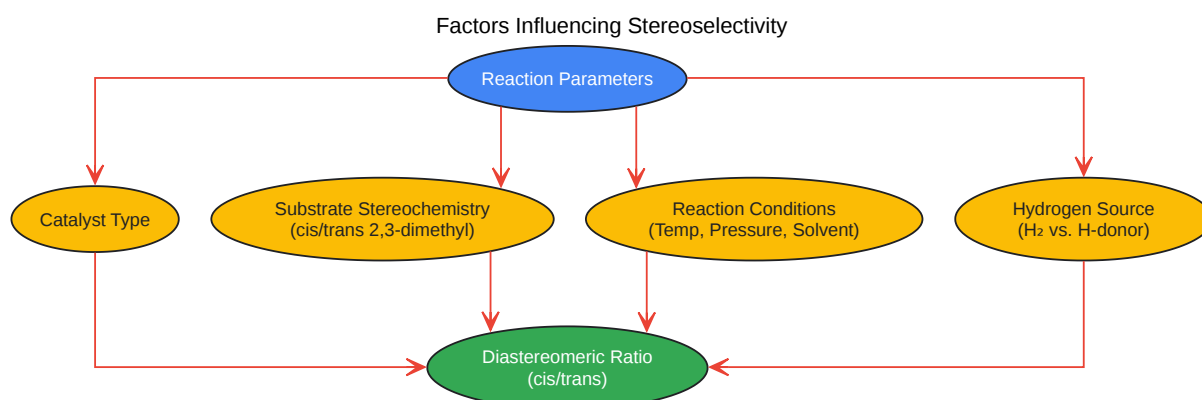 Factors Influencing Stereoselectivity
Reaction Parameters
Catalyst Type
Substrate Stereochemistry
(cis/trans 2,3-dimethyl)
Reaction Conditions
(Temp, Pressure, Solvent)
Hydrogen Source
(H₂ vs. H-donor)
Diastereomeric Ratio
(cis/trans)